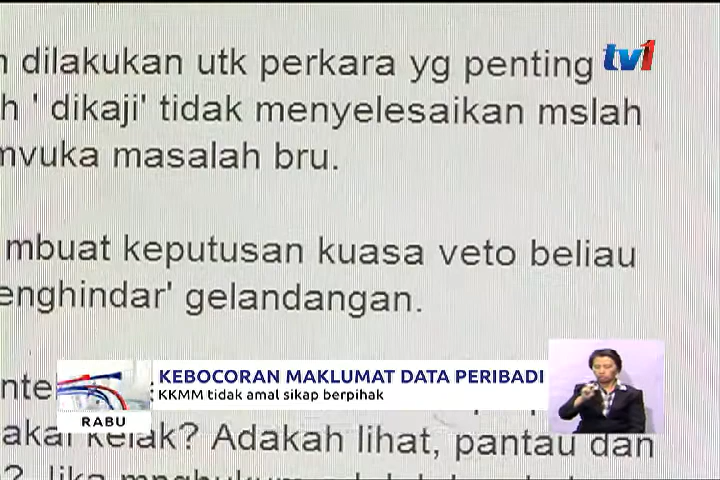 tv1
dilakukan utk perkara yg penting
' dikaji' tidak menyelesaikan mslah
masalah bru.
mbuat keputusan kuasa veto beliau
enghindar' gelandangan.
KEBOCORAN MAKLUMAT DATA PERIBADI
KKMM tidak amal sikap berpihak
RABU
kelak? Adakah lihat, pantau dan